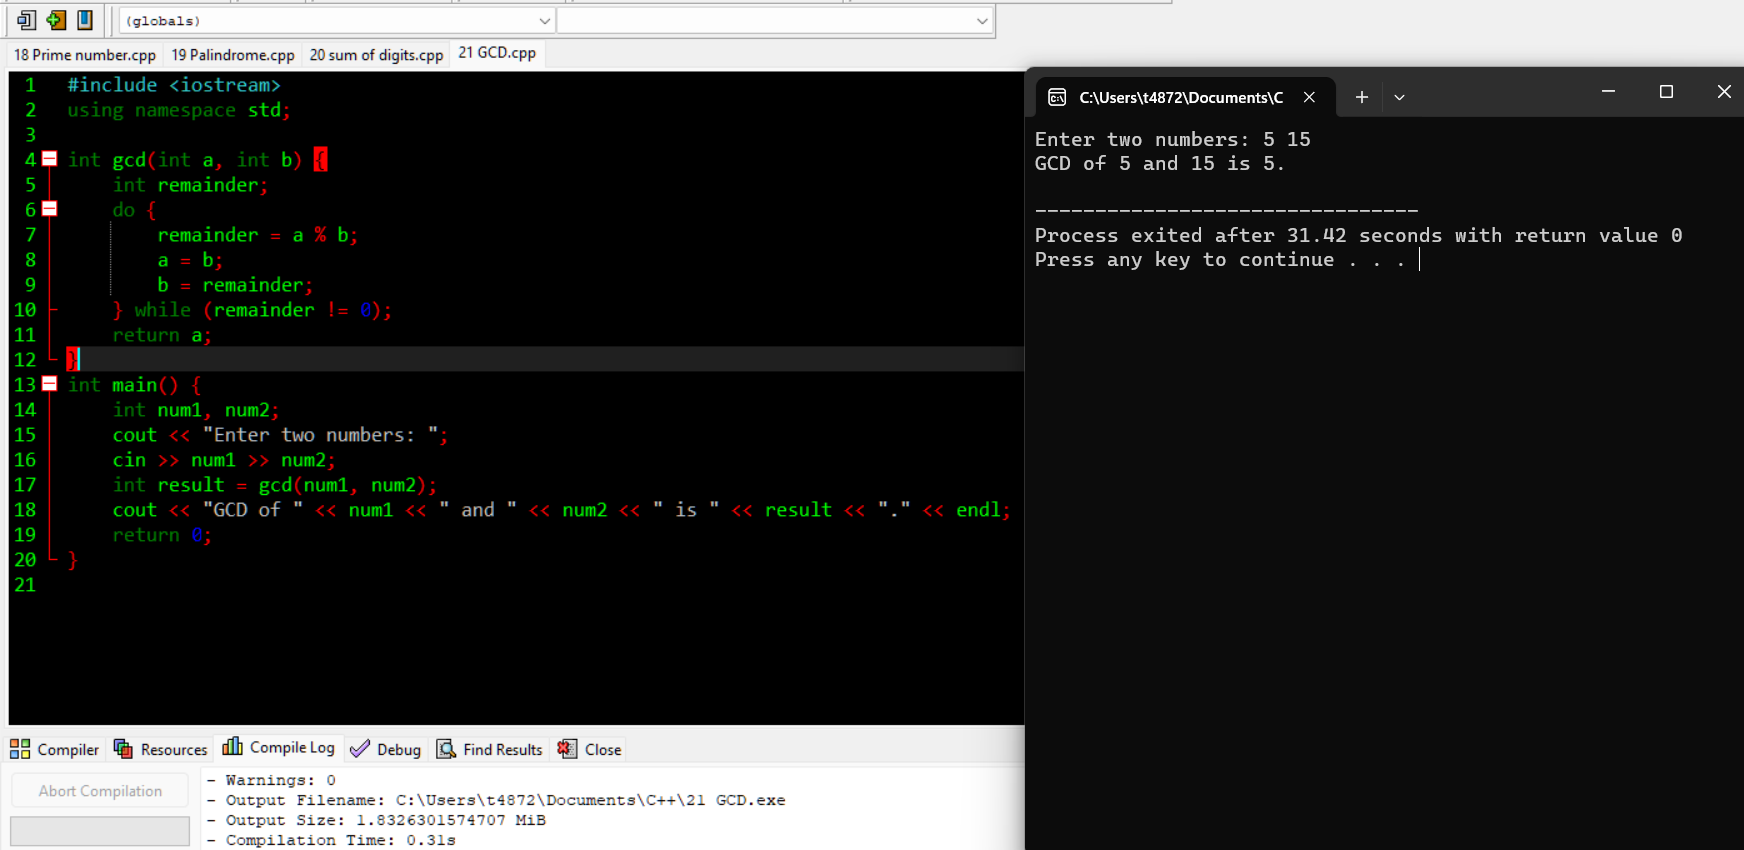 (globals)
18 Prime number.cpp 19 Palindrome.cpp 20 sum of digits.cpp 21 GCD.cpp
1 #include <iostream>
2 using namespace std;
3
4 int gcd(int a, int b) {
5 int remainder;
6 do {
7 remainder = a % b;
8 a = b;
9 b = remainder;
10 } while (remainder != 0);
11 return a;
12 }
13 int main() {
14 int num1, num2;
15 cout << "Enter two numbers: ";
16 cin >> num1 >> num2;
17 int result = gcd(num1, num2);
18 cout << "GCD of " << num1 << " and " << num2 << " is " << result << "." << endl;
19 return 0;
20 }
21
C:\Users\t4872\Documents\C
Enter two numbers: 5 15
GCD of 5 and 15 is 5.
--------------------------------
Process exited after 31.42 seconds with return value 0
Press any key to continue . . .
Compiler Resources Compile Log Debug Find Results Close
Abort Compilation
- Warnings: 0
- Output Filename: C:\Users\t4872\Documents\C++\21 GCD.exe
- Output Size: 1.8326301574707 MiB
- Compilation Time: 0.31s